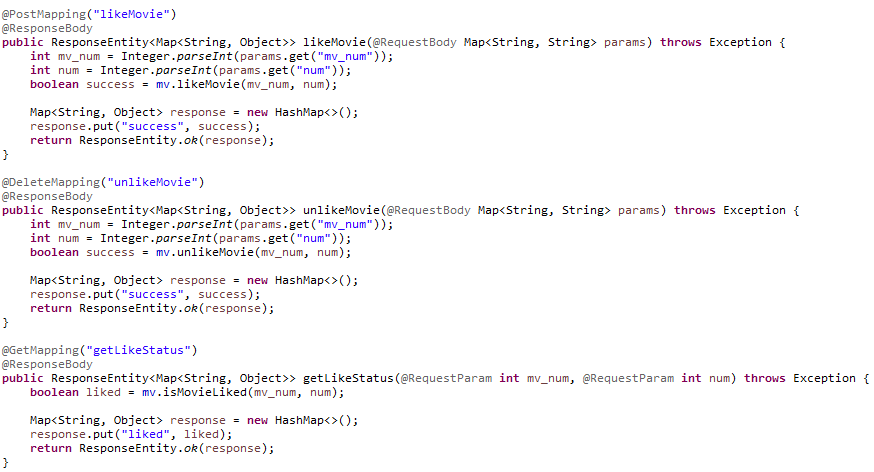 @PostMapping("likeMovie")
@ResponseBody
public ResponseEntity<Map<String, Object>> likeMovie(@RequestBody Map<String, String> params) throws Exception {
    int mv_num = Integer.parseInt(params.get("mv_num"));
    int num = Integer.parseInt(params.get("num"));
    boolean success = mv.likeMovie(mv_num, num);

    Map<String, Object> response = new HashMap<>();
    response.put("success", success);
    return ResponseEntity.ok(response);
}

@DeleteMapping("unlikeMovie")
@ResponseBody
public ResponseEntity<Map<String, Object>> unlikeMovie(@RequestBody Map<String, String> params) throws Exception {
    int mv_num = Integer.parseInt(params.get("mv_num"));
    int num = Integer.parseInt(params.get("num"));
    boolean success = mv.unlikeMovie(mv_num, num);

    Map<String, Object> response = new HashMap<>();
    response.put("success", success);
    return ResponseEntity.ok(response);
}

@GetMapping("getLikeStatus")
@ResponseBody
public ResponseEntity<Map<String, Object>> getLikeStatus(@RequestParam int mv_num, @RequestParam int num) throws Exception {
    boolean liked = mv.isMovieLiked(mv_num, num);

    Map<String, Object> response = new HashMap<>();
    response.put("liked", liked);
    return ResponseEntity.ok(response);
}